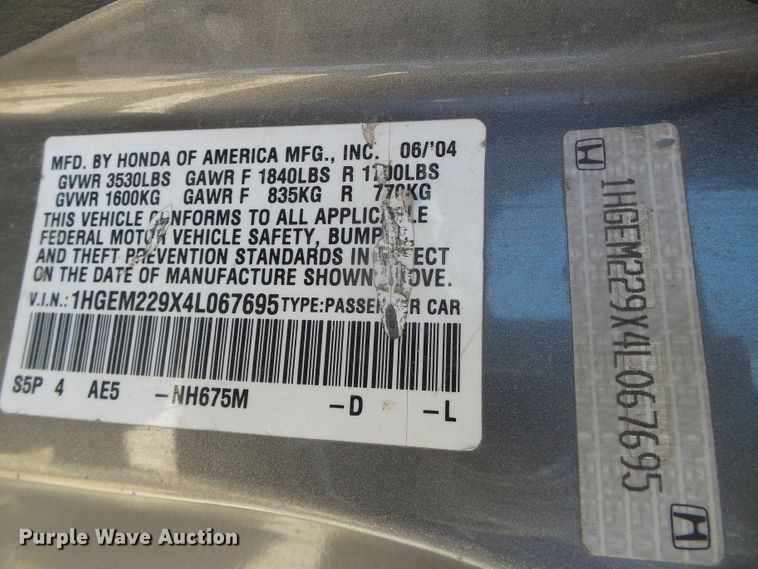 MFD. BY HONDA OF AMERICA MFG., INC. 06/'04
GVWR 3530LBS GAWR F 1840LBS R 1700LBS
GVWR 1600KG GAWR F 835KG R 770KG
THIS VEHICLE CONFORMS TO ALL APPLICABLE
FEDERAL MOTOR VEHICLE SAFETY, BUMPER
AND THEFT PREVENTION STANDARDS IN EFFECT
ON THE DATE OF MANUFACTURE SHOWN ABOVE.
V.I.N.: 1HGEM229X4L067695 TYPE: PASSENGER CAR
S5P 4 AE5 -NH675M -D -L
1HGEM229X4L067695
Purple Wave Auction®